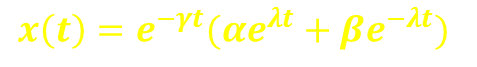 x(t) = e^{-γt}(αe^{λt} + βe^{-λt})